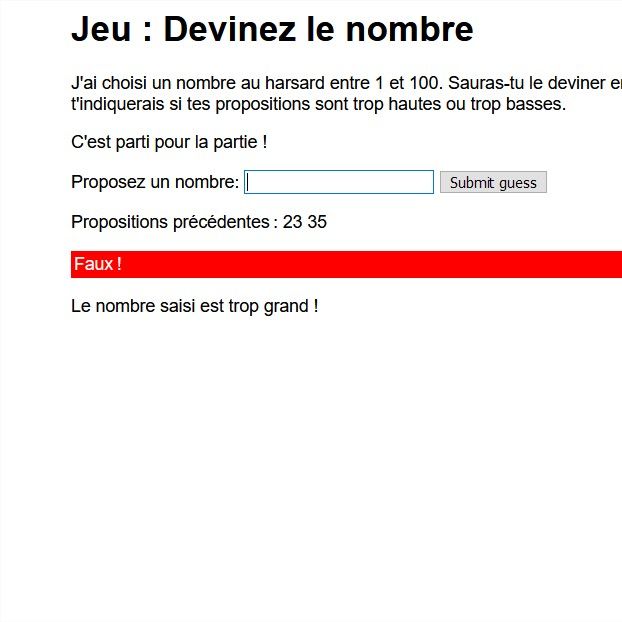 Jeu : Devinez le nombre
J'ai choisi un nombre au harsard entre 1 et 100. Sauras-tu le deviner
t'indiquerais si tes propositions sont trop hautes ou trop basses.
C'est parti pour la partie !
Proposez un nombre: Submit guess
Propositions précédentes : 23 35
Faux !
Le nombre saisi est trop grand !